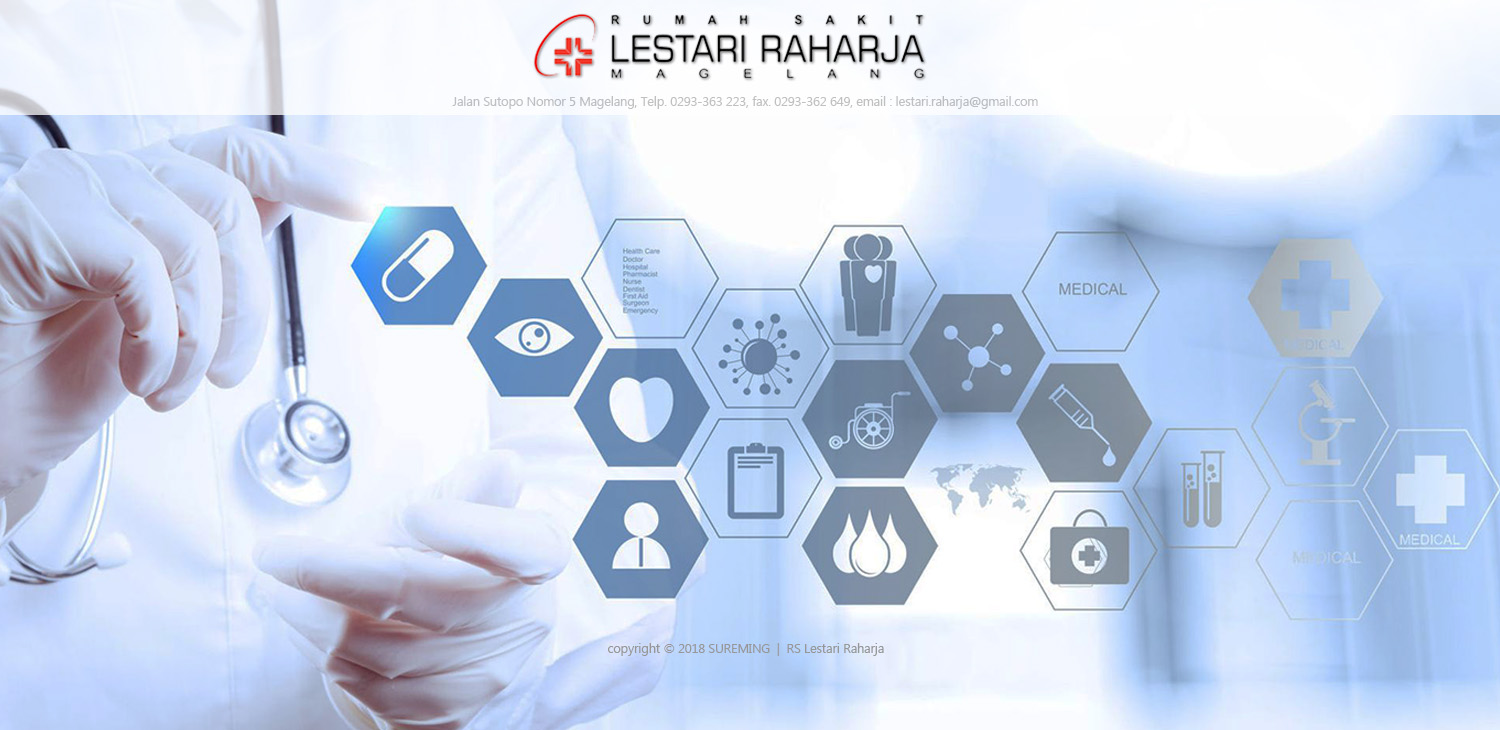 RUMAH SAKIT
LESTARI RAHARJA
MAGELANG
Jalan Sutopo Nomor 5 Magelang, Telp. 0293-363 223, fax. 0293-362 649, email : lestari.raharja@gmail.com
Health Care
Doctor
Hospital
Pharmacist
Nurse
Dentist
First Aid
Surgeon
Emergency
MEDICAL
MEDICAL
MEDICAL
MEDICAL
copyright © 2018 SUREMING | RS Lestari Raharja